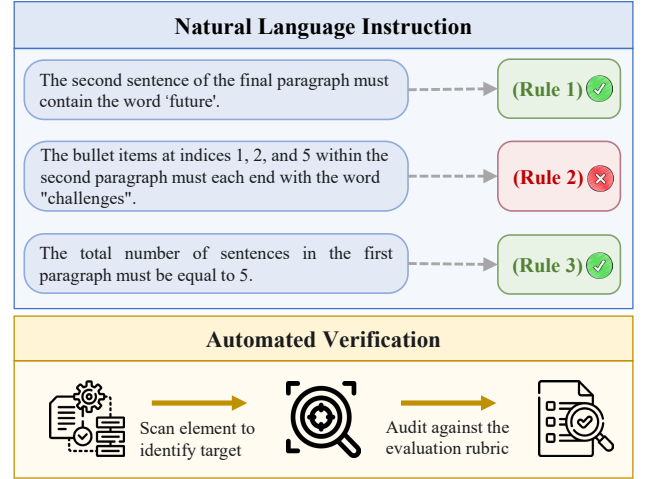 Natural Language Instruction
The second sentence of the final paragraph must
contain the word 'future'.
(Rule 1)
The bullet items at indices 1, 2, and 5 within the
second paragraph must each end with the word
"challenges".
(Rule 2)
The total number of sentences in the first
paragraph must be equal to 5.
(Rule 3)
Automated Verification
Scan element to
identify target
Audit against the
evaluation rubric